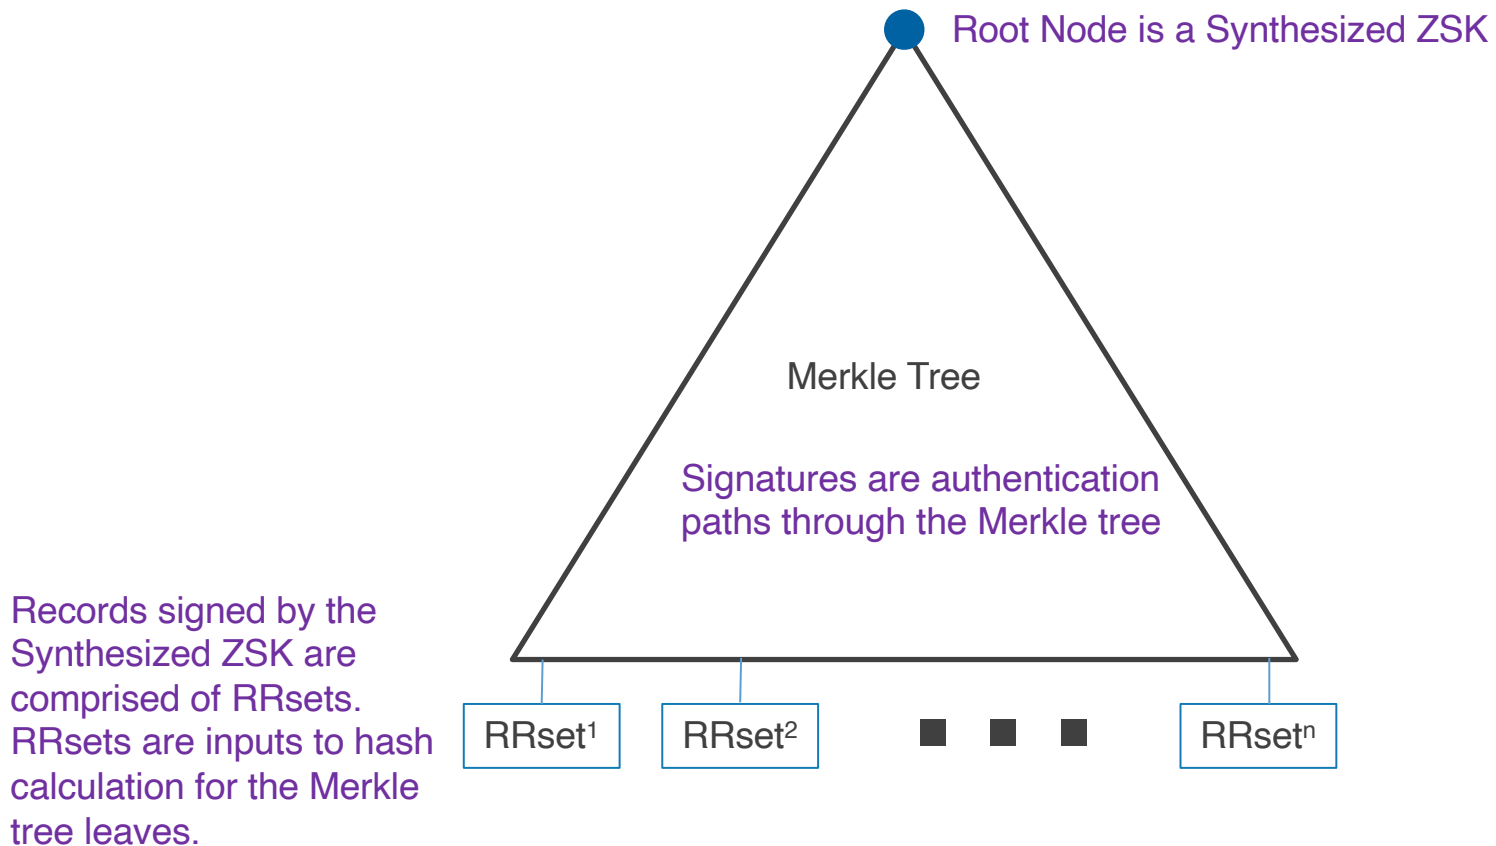 Root Node is a Synthesized ZSK
Merkle Tree
Signatures are authentication
paths through the Merkle tree
Records signed by the
Synthesized ZSK are
comprised of RRsets.
RRsets are inputs to hash
calculation for the Merkle
tree leaves.
RRset¹
RRset²
RRsetⁿ